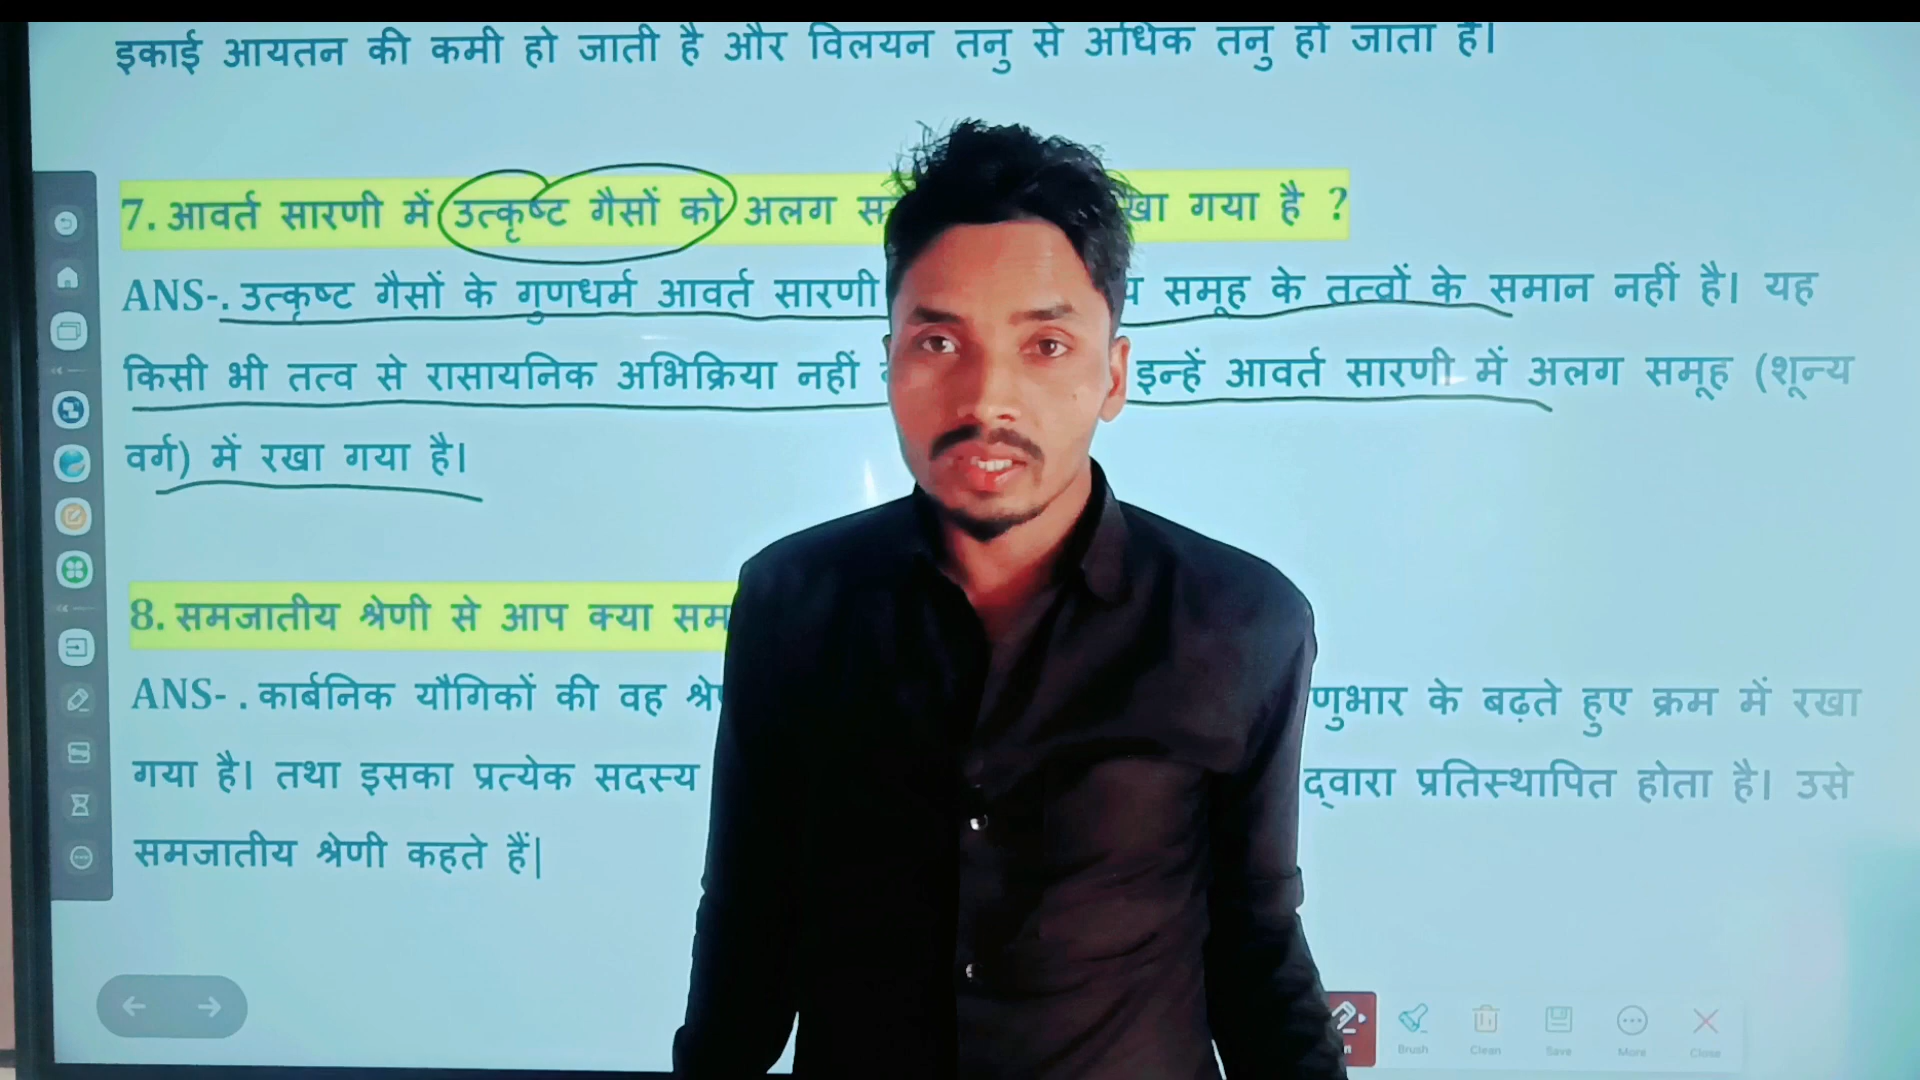 इकाई आयतन की कमी हो जाती है और विलयन तनु से अधिक तनु हो जाता है।
7. आवर्त सारणी में उत्कृष्ट गैसों को अलग गया है ?
ANS-. उत्कृष्ट गैसों के गुणधर्म आवर्त सारणी समूह के तत्वों के समान नहीं है। यह
किसी भी तत्व से रासायनिक अभिक्रिया नहीं इन्हें आवर्त सारणी में अलग समूह (शून्य
वर्ग) में रखा गया है।
8. समजातीय श्रेणी से आप क्या
ANS- . कार्बनिक यौगिकों की वह के बढ़ते हुए क्रम में रखा
गया है। तथा इसका प्रत्येक सदस्य द्वारा प्रतिस्थापित होता है। उसे
समजातीय श्रेणी कहते हैं|
Brush Clean Save More Close